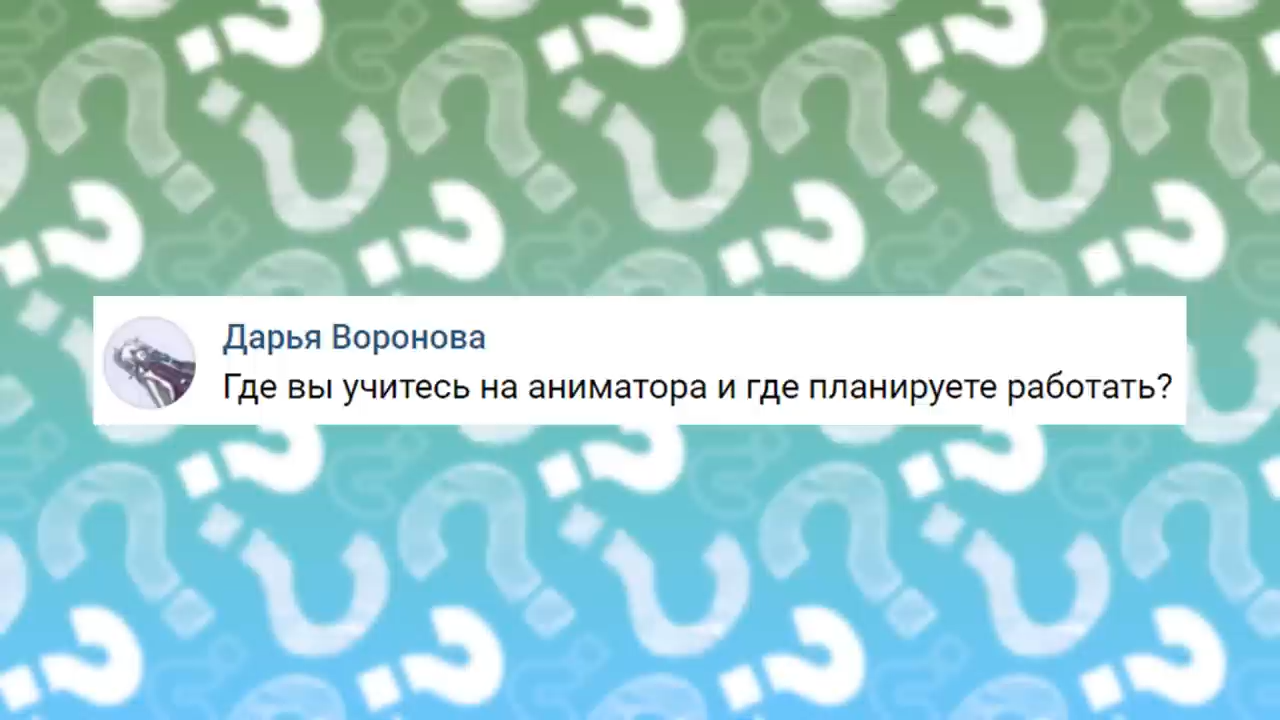 Дарья Воронова
Где вы учитесь на аниматора и где планируете работать?